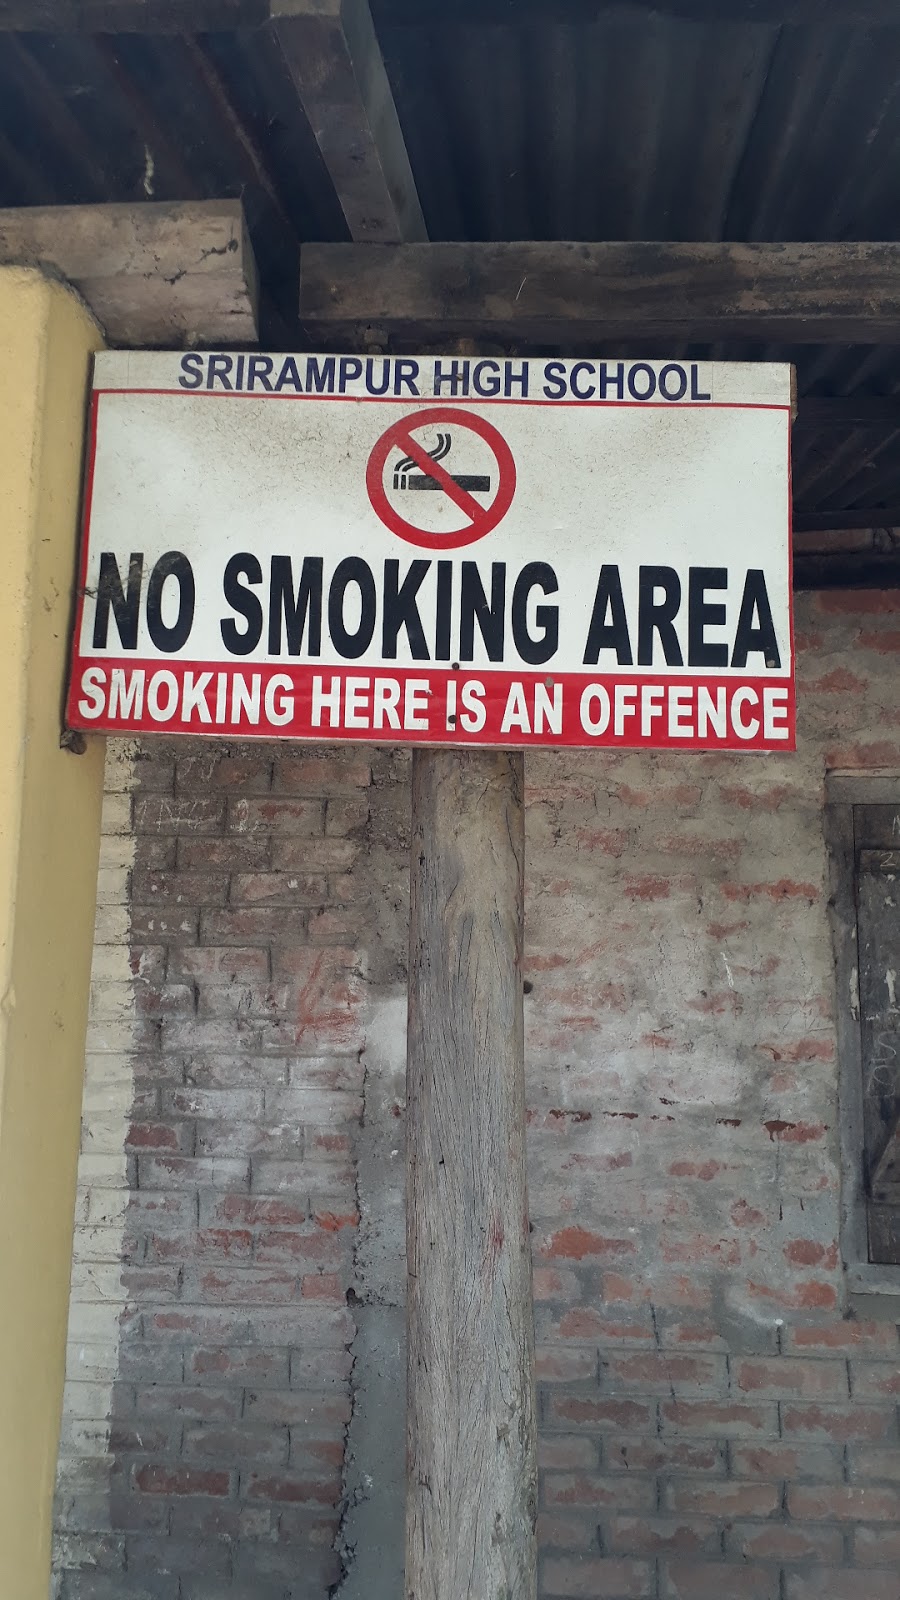 SRIRAMPUR HIGH SCHOOL
NO SMOKING AREA
SMOKING HERE IS AN OFFENCE